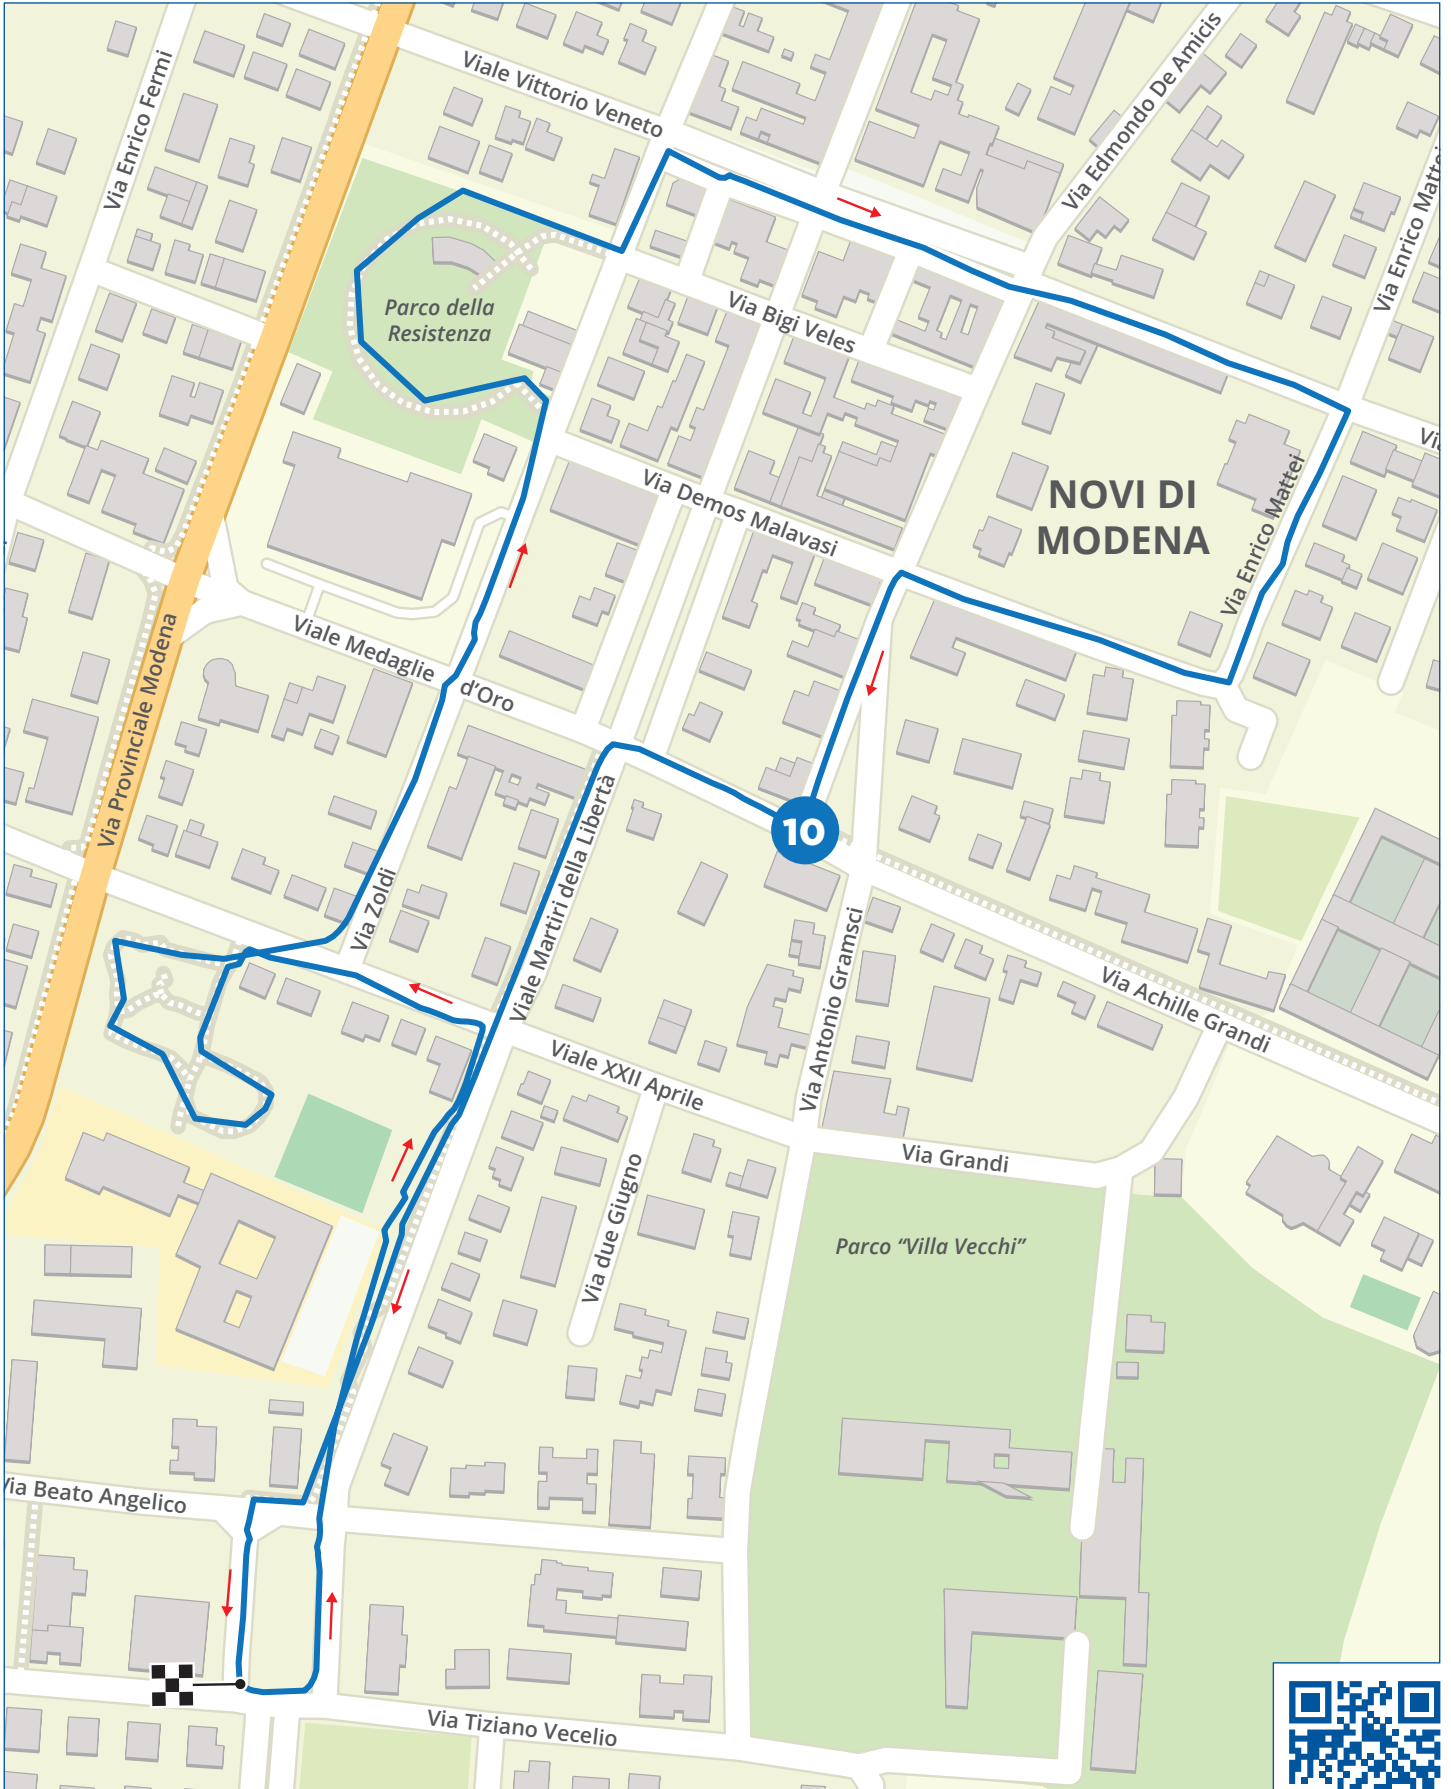 Viale Vittorio Veneto
Via Edmondo De Amicis
Via Enrico Fermi
Via Enrico Matte
Parco della
Resistenza
Via Bigi Veles
Via Demos Malavasi
NOVI DI
MODENA
Via Enrico Mattei
Viale Medaglie d'Oro
Via Provinciale Modena
Viale Martiri della Libertà
10
Via Zoldi
Via Antonio Gramsci
Via Achille Grandi
Viale XXII Aprile
Via Grandi
Via due Giugno
Parco “Villa Vecchi”
Via Beato Angelico
Via Tiziano Vecelio